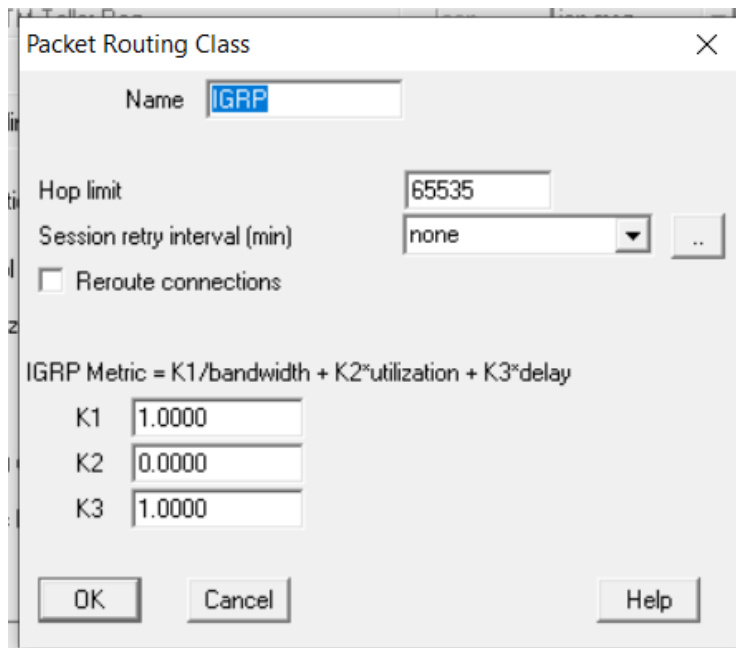 Packet Routing Class
Name IGRP
Hop limit 65535
Session retry interval (min) none ..
Reroute connections
IGRP Metric = K1/bandwidth + K2*utilization + K3*delay
K1 1.0000
K2 0.0000
K3 1.0000
OK Cancel Help